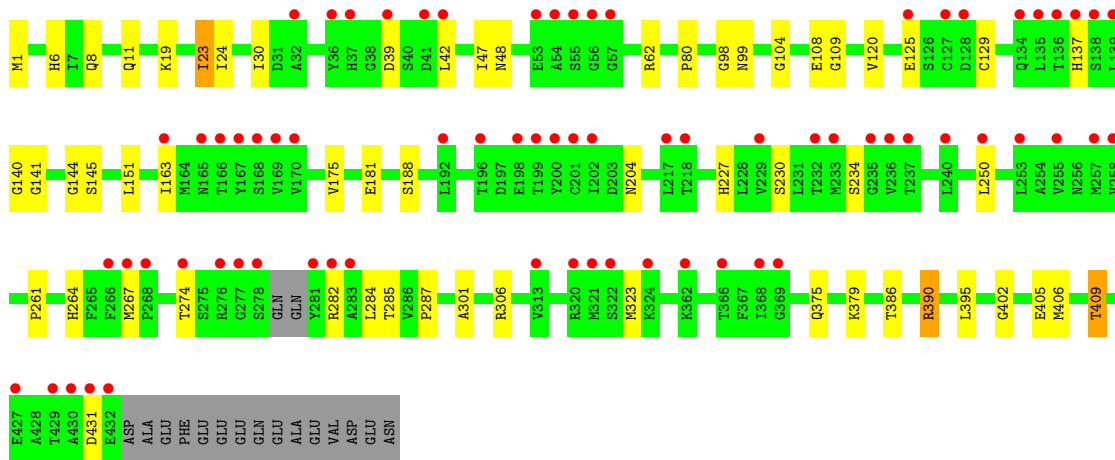 M1 H6 I7 Q8 Q11 K19 I23 I24 I30 D31 A32 Y36 H37 G38 D39 S40 D41 L42 I47 N48 E53 A54 S55 G56 G57 R62 P80 G98 N99 G104 E108 G109 V120 E125 S126 C127 D128 C129 Q134 L135 T136 H137 S138 L139
G140 G141 G144 S145 L151 I163 M164 N165 T166 Y167 S168 V169 V170 V175 E181 S188 L192 T196 D197 E198 T199 Y200 C201 I202 D203 N204 L217 T218 H227 L228 V229 S230 L231 T232 M233 S234 G235 V236 T237 L240 L250 L253 A254 V255 N256 M257 V258
P261 H264 F265 F266 M267 P268 T274 S275 R276 G277 S278 GLN GLN Y281 R282 A283 L284 T285 V286 P287 A301 R306 V313 R320 M321 S322 M323 K324 K362 T366 F367 I368 G369 Q375 K379 T386 R390 L395 G402 E405 M406 T409
E427 A428 T429 A430 D431 E432 ASP ALA GLU PHE GLU GLU GLU GLN GLU ALA GLU VAL ASP GLU ASN